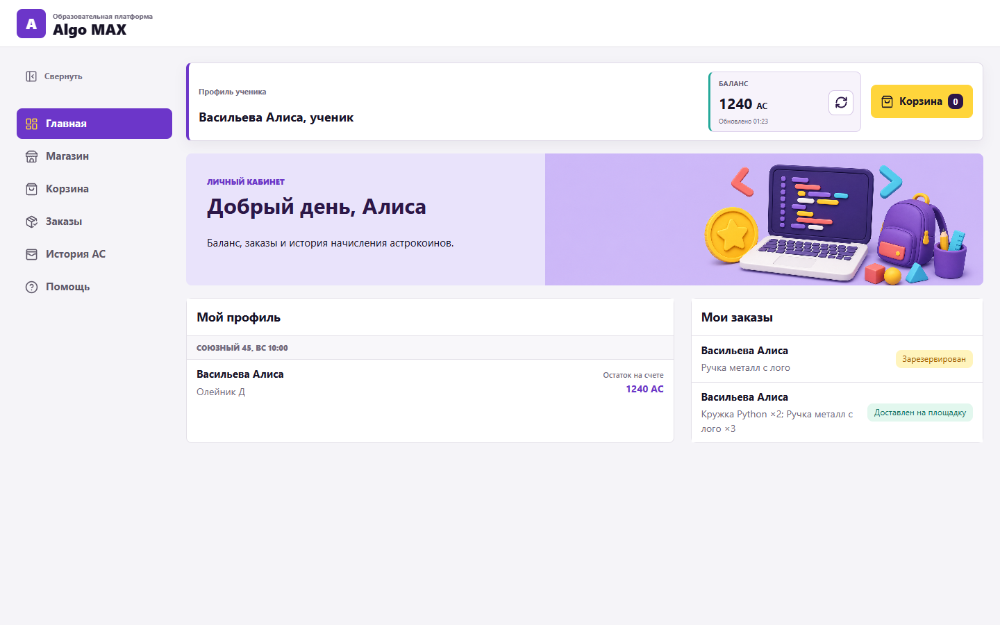 A
Образовательная платформа
Algo MAX
Свернуть
Главная
Магазин
Корзина
Заказы
История АС
Помощь
Профиль ученика
Васильева Алиса, ученик
БАЛАНС
1240 АС
Обновлено 01:23
Корзина 0
ЛИЧНЫЙ КАБИНЕТ
Добрый день, Алиса
Баланс, заказы и история начисления астрокоинов.
Мой профиль
СОЮЗНЫЙ 45, ВС 10:00
Васильева Алиса
Олейник Д
Остаток на счете
1240 АС
Мои заказы
Васильева Алиса
Ручка металл с лого
Зарезервирован
Васильева Алиса
Кружка Python ×2; Ручка металл с
лого ×3
Доставлен на площадку